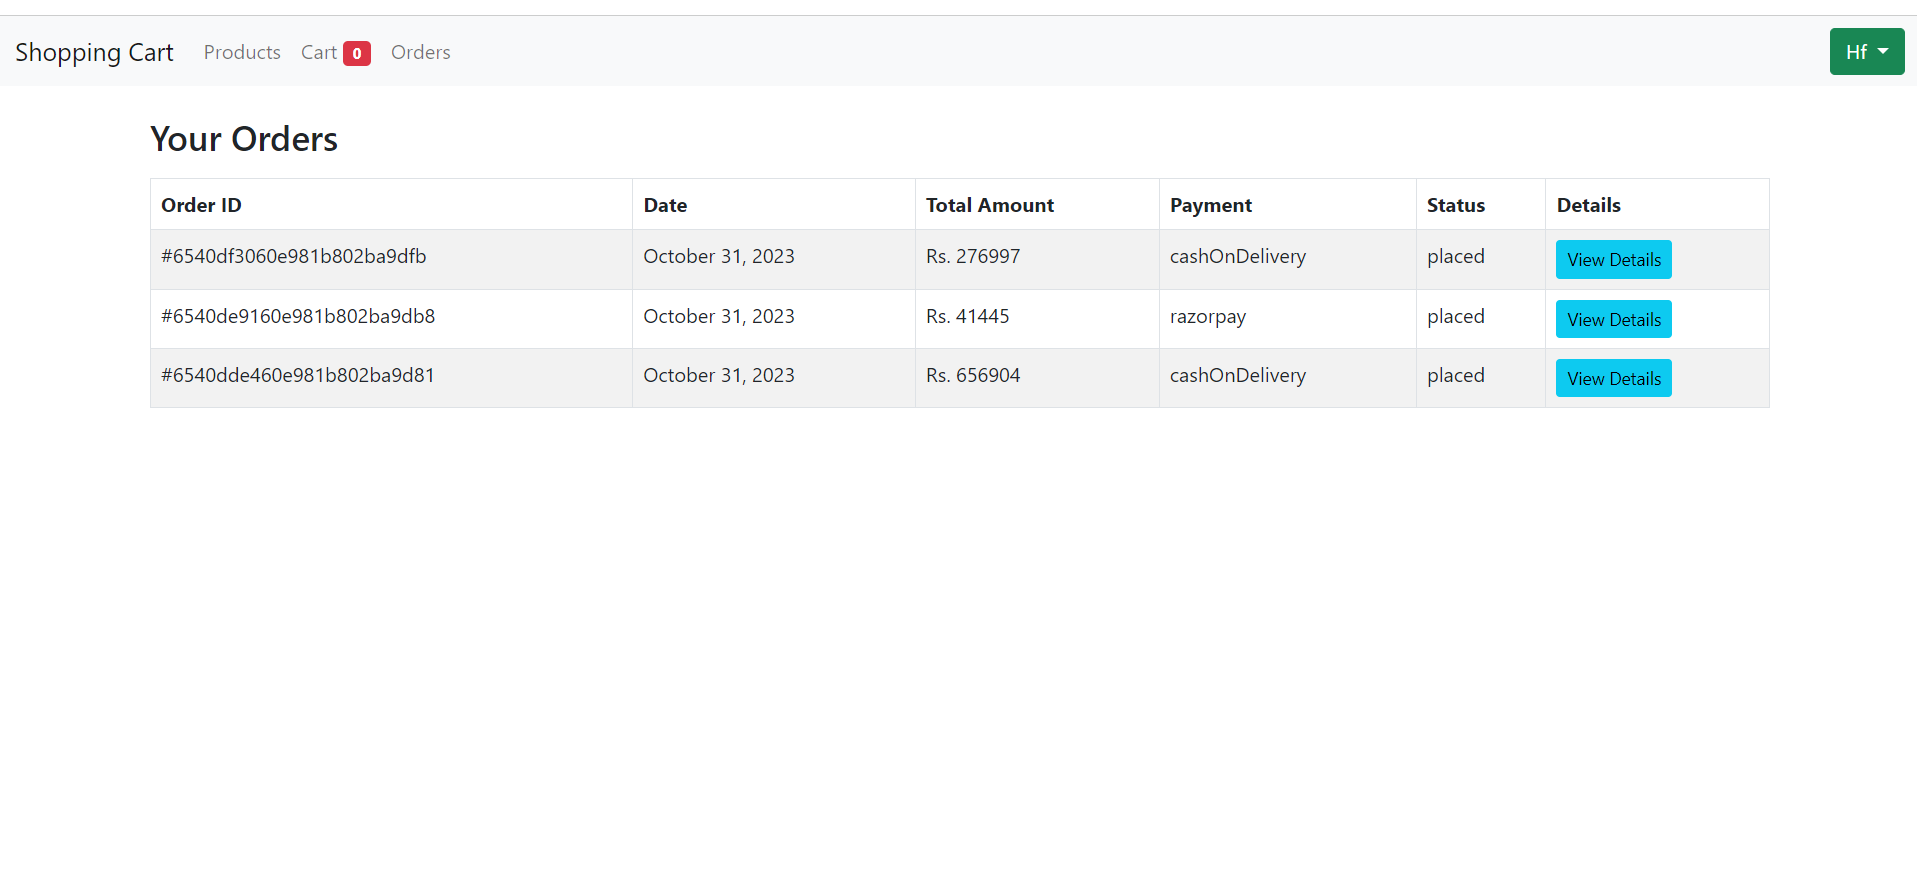 Shopping Cart Products Cart 0 Orders Hf
Your Orders
Order ID Date Total Amount Payment Status Details
#6540df3060e981b802ba9dfb October 31, 2023 Rs. 276997 cashOnDelivery placed View Details
#6540de9160e981b802ba9db8 October 31, 2023 Rs. 41445 razorpay placed View Details
#6540dde460e981b802ba9d81 October 31, 2023 Rs. 656904 cashOnDelivery placed View Details